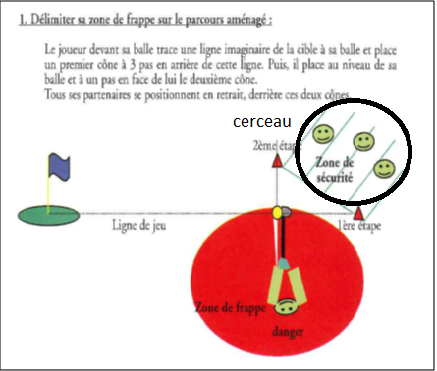 1. Délimiter sa zone de frappe sur le parcours aménagé :
Le joueur devant sa balle trace une ligne imaginaire de la cible à sa balle et place
un premier cône à 3 pas en arrière de cette ligne. Puis, il place au niveau de sa
balle et à un pas en face de lui le deuxième cône.
Tous ses partenaires se positionnent en retrait, derrière ces deux cônes.
cerceau
2ème étape
Zone de
sécurité
Ligne de jeu
1ère étape
Zone de frappe
danger